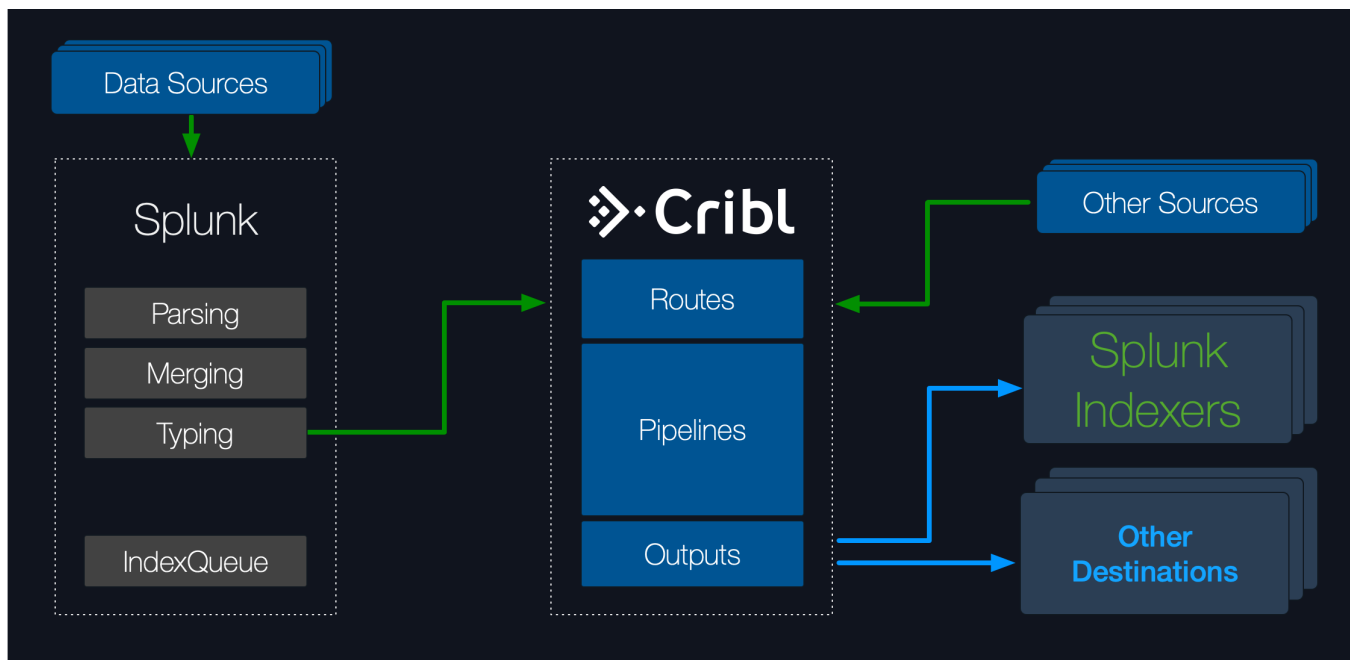 Data Sources
Splunk
Parsing
Merging
Typing
IndexQueue
Cribl
Routes
Pipelines
Outputs
Other Sources
Splunk
Indexers
Other
Destinations